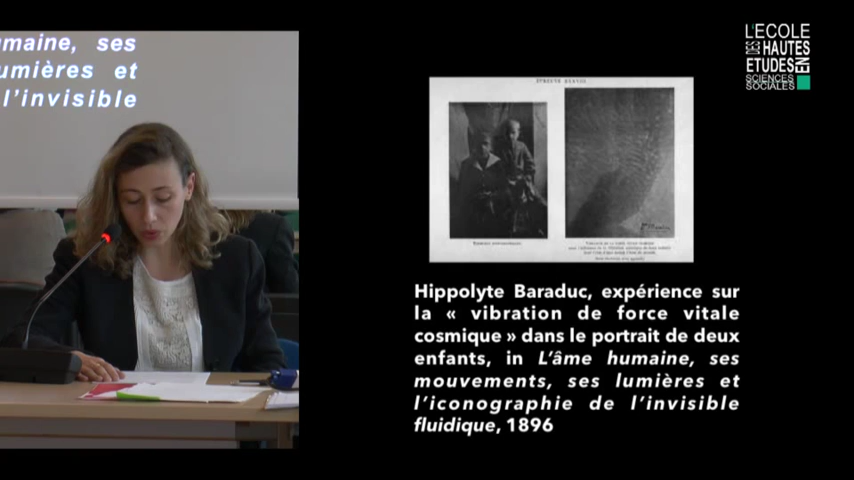 umaine, ses
umières et
l'invisible
L'ECOLE
DES HAUTES
ETUDES EN
SCIENCES
SOCIALES
Hippolyte Baraduc, expérience sur
la « vibration de force vitale
cosmique » dans le portrait de deux
enfants, in L'âme humaine, ses
mouvements, ses lumières et
l'iconographie de l'invisible
fluidique, 1896